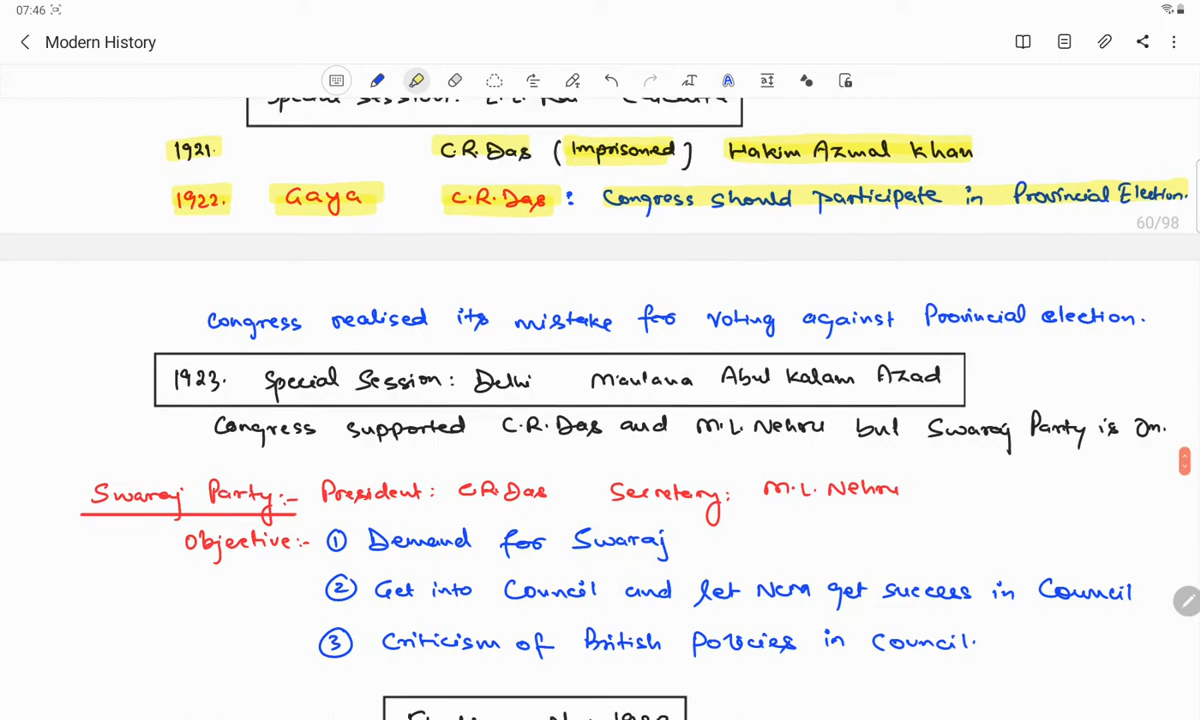 07:46
Modern History
Special Session: L.L. Rai Calcutta
1921. C.R. Das (Imprisoned) Hakim Azmal Khan
1922. Gaya C.R. Das: Congress should participate in Provincial Election.
60/98
Congress realised its mistake for voting against Provincial election.
1923. Special Session: Delhi Maulana Abul Kalam Azad
Congress supported C.R. Das and M.L. Nehru but Swaraj Party is on.
Swaraj Party:- President: C.R. Das Secretary: M.L. Nehru
Objective:- ① Demand for Swaraj
② Get into Council and let NCM get success in Council
③ Criticism of British Policies in Council.